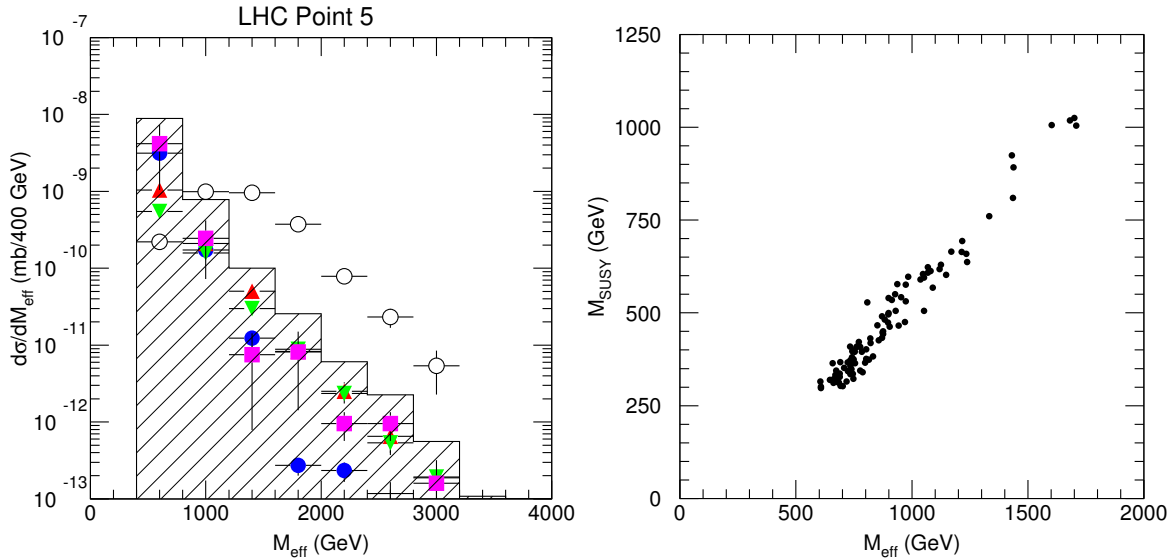 LHC Point 5
dσ/dM_eff (mb/400 GeV)
10^-7
10^-8
10^-9
10^-10
10^-11
10^-12
10^-13
0 1000 2000 3000 4000
M_eff (GeV)
M_SUSY (GeV)
1250
1000
750
500
250
0
0 500 1000 1500 2000
M_eff (GeV)